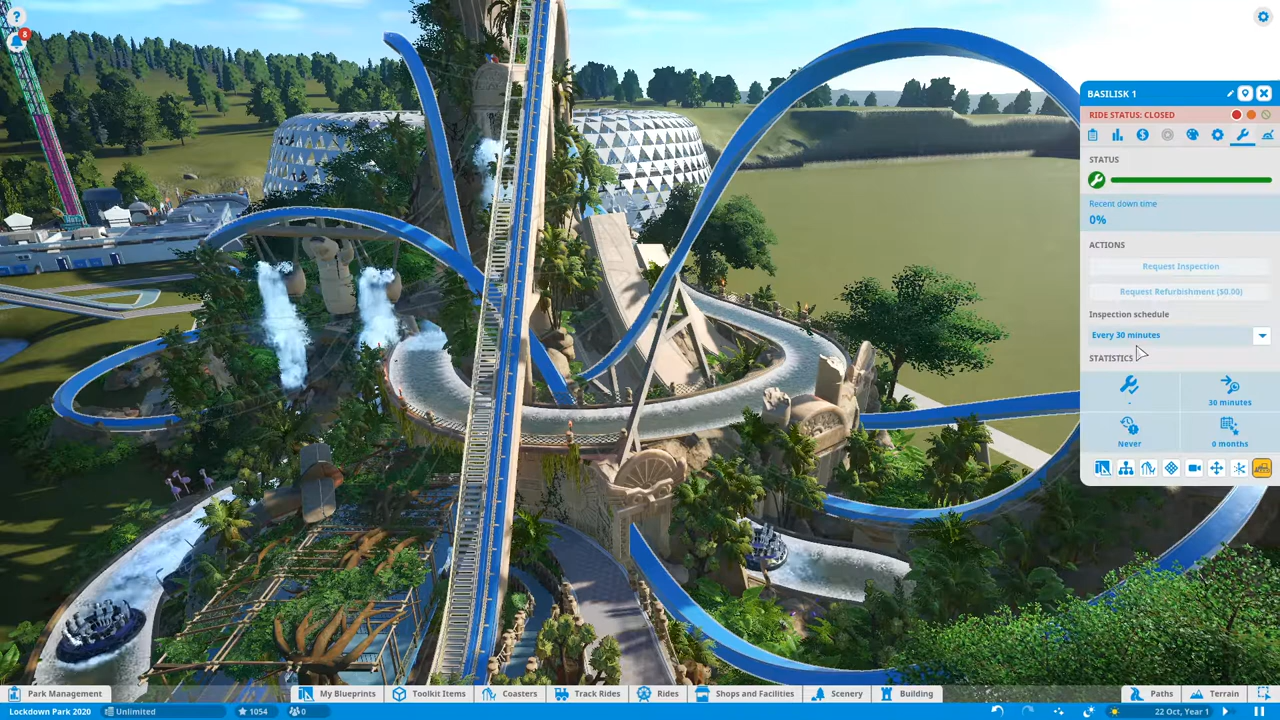 ?
8
BASILISK 1
RIDE STATUS: CLOSED
STATUS
Recent down time
0%
ACTIONS
Request Inspection
Request Refurbishment ($0.00)
Inspection schedule
Every 30 minutes
STATISTICS
-
30 minutes
Never
0 months
Park Management
My Blueprints
Toolkit Items
Coasters
Track Rides
Rides
Shops and Facilities
Scenery
Building
Paths
Terrain
Lockdown Park 2020
Unlimited
1054
0
22 Oct, Year 1